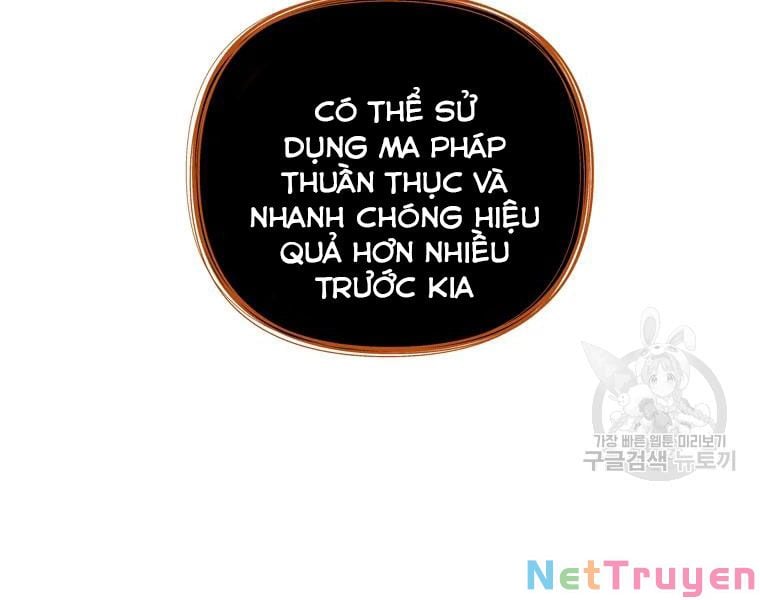 CÓ THỂ SỬ
DỤNG MA PHÁP
THUẦN THỤC VÀ
NHANH CHÓNG HIỆU
QUẢ HƠN NHIỀU
TRƯỚC KIA
가장 빠른 웹툰 미리보기
구글검색 뉴토끼
NetTruyen